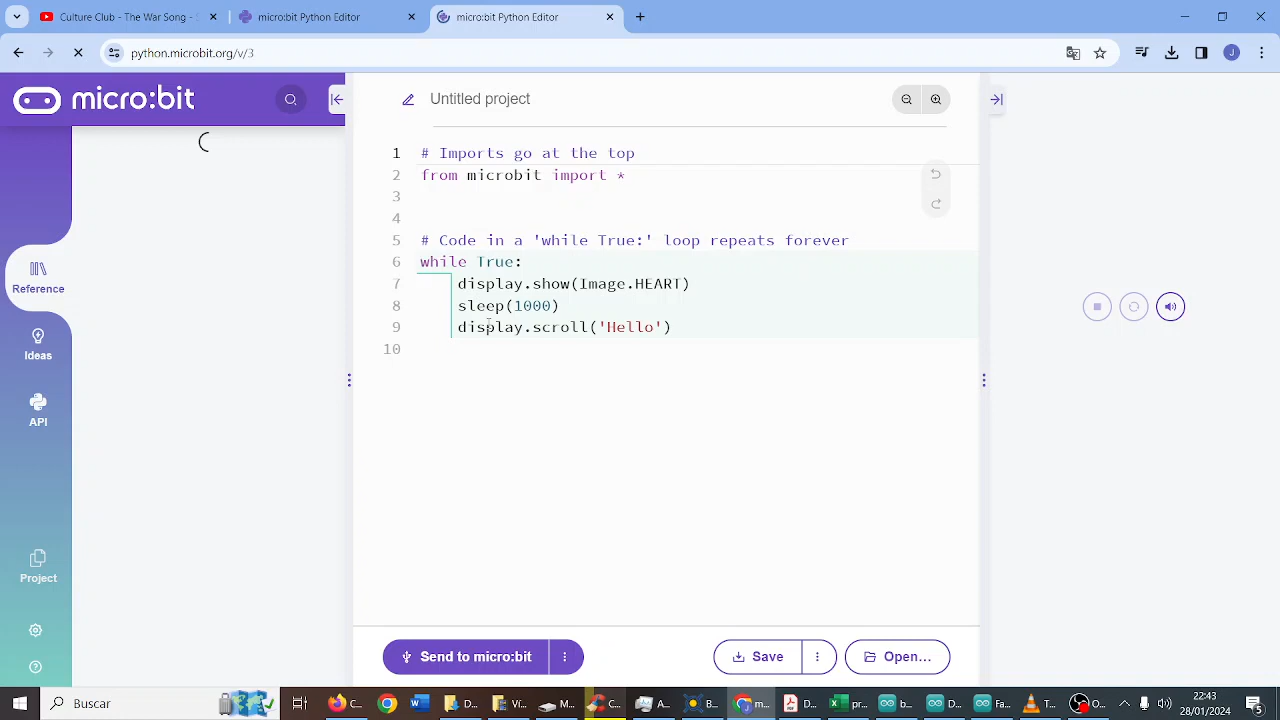 Culture Club - The War Song - S
micro:bit Python Editor
micro:bit Python Editor
python.microbit.org/v/3
J
micro:bit
Untitled project
1 # Imports go at the top
2 from microbit import *
3
4
5 # Code in a 'while True:' loop repeats forever
6 while True:
7 display.show(Image.HEART)
8 sleep(1000)
9 display.scroll('Hello')
10
Reference
Ideas
API
Project
Send to micro:bit
Save
Open...
Buscar
F...
W...
D...
Vi...
M...
C...
A...
B...
m...
D...
pr...
b...
D...
Fa...
T...
T...
22:43
28/01/2024